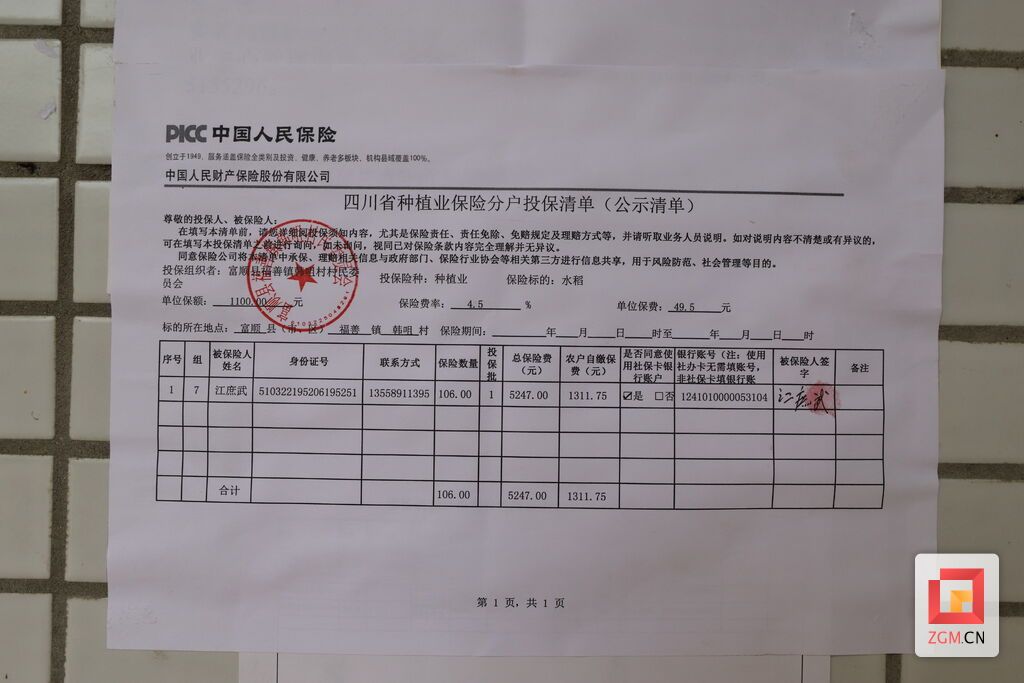 PICC 中国人民保险
创立于1949，服务涵盖保险全类别及投资、健康、养老多板块，机构县域覆盖100%。
中国人民财产保险股份有限公司
四川省种植业保险分户投保清单（公示清单）
尊敬的投保人、被保险人：
在填写本清单前，请您详细阅读投保须知内容，尤其是保险责任、责任免除、免赔规定及理赔方式等，并请听取业务人员说明。如对说明内容不清楚或有异议的，
可在填写本投保清单之前进行询问，如未询问，视同已对保险条款内容完全理解并无异议。
同意保险公司将本清单中承保、理赔相关信息与政府部门、保险行业协会等相关第三方进行信息共享，用于风险防范、社会管理等目的。
投保组织者：富顺县福善镇韩咀村村民委员会 投保险种：种植业 保险标的：水稻
单位保额： 1100.00 元 保险费率： 4.5 % 单位保费： 49.5 元
标的所在地点： 富顺 县（市、区） 福善 镇 韩咀 村 保险期间： 年 月 日 时至 年 月 日 时
序号 组 被保险人姓名 身份证号 联系方式 保险数量 投保批 总保险费（元） 农户自缴保费（元） 是否同意使用社保卡银行账户 银行账号（注：使用社办卡无需填账号，非社保卡填银行账 被保险人签字 备注
1 7 江庶武 510322195206195251 13558911395 106.00 1 5247.00 1311.75 ☑是 □否 1241010000053104 江庶武
合计 106.00 5247.00 1311.75
第 1 页，共 1 页
ZGM.CN